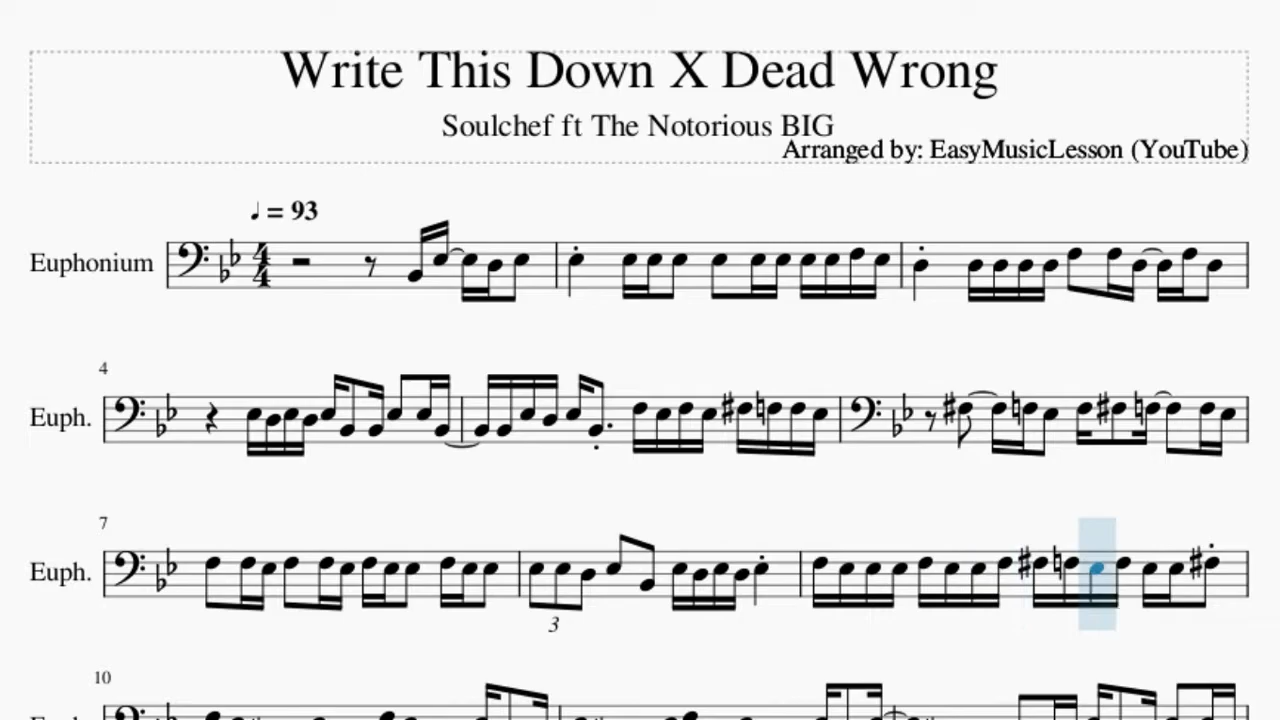 Write This Down X Dead Wrong
Soulchef ft The Notorious BIG
Arranged by: EasyMusicLesson (YouTube)
♩ = 93
Euphonium
4
Euph.
7
Euph.
3
10